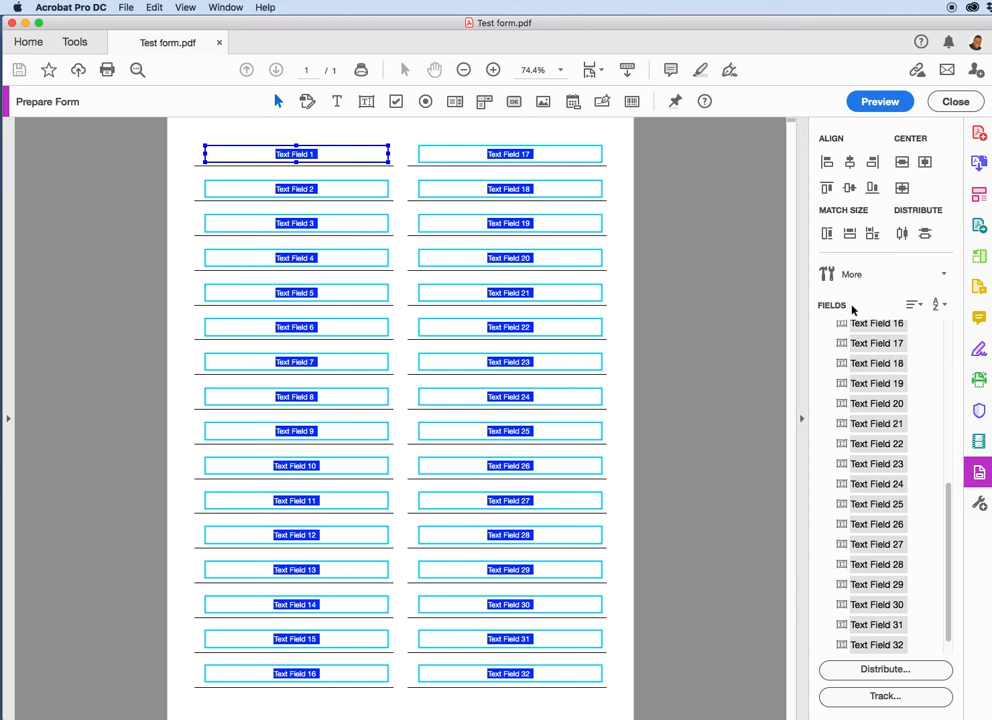 Acrobat Pro DC File Edit View Window Help
Test form.pdf
Home Tools Test form.pdf ×
1 / 1 74.4%
Prepare Form OK Preview Close
Text Field 1 Text Field 17
Text Field 2 Text Field 18
Text Field 3 Text Field 19
Text Field 4 Text Field 20
Text Field 5 Text Field 21
Text Field 6 Text Field 22
Text Field 7 Text Field 23
Text Field 8 Text Field 24
Text Field 9 Text Field 25
Text Field 10 Text Field 26
Text Field 11 Text Field 27
Text Field 12 Text Field 28
Text Field 13 Text Field 29
Text Field 14 Text Field 30
Text Field 15 Text Field 31
Text Field 16 Text Field 32
ALIGN CENTER
MATCH SIZE DISTRIBUTE
More
FIELDS
Text Field 16
Text Field 17
Text Field 18
Text Field 19
Text Field 20
Text Field 21
Text Field 22
Text Field 23
Text Field 24
Text Field 25
Text Field 26
Text Field 27
Text Field 28
Text Field 29
Text Field 30
Text Field 31
Text Field 32
Distribute...
Track...